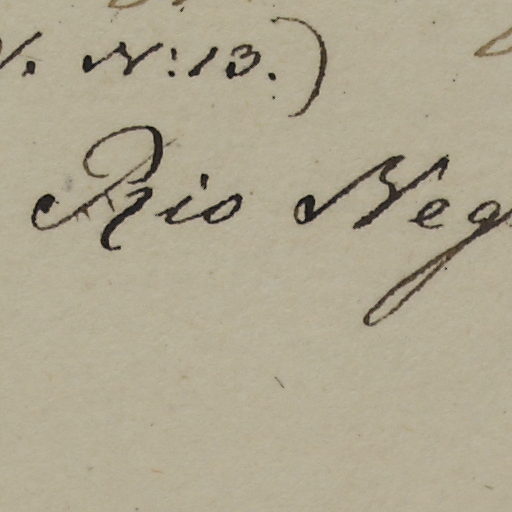 . N: 13.)
Rio Neg